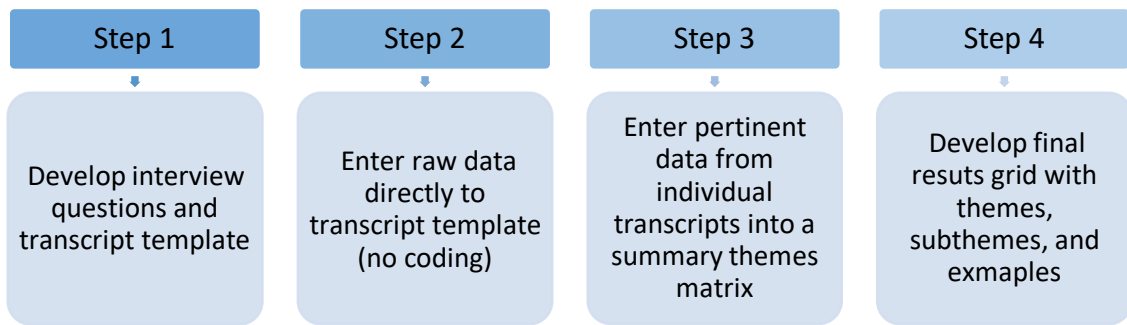 Step 1
Develop interview
questions and
transcript template
Step 2
Enter raw data
directly to
transcript template
(no coding)
Step 3
Enter pertinent
data from
individual
transcripts into a
summary themes
matrix
Step 4
Develop final
resuts grid with
themes,
subthemes, and
exmaples